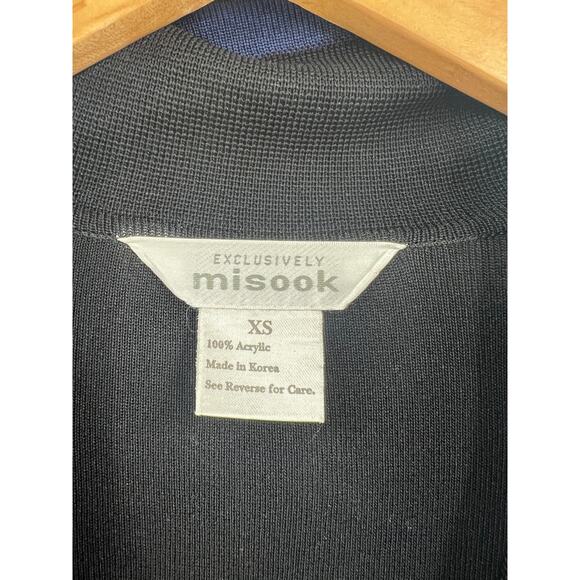 EXCLUSIVELY
misook
XS
100% Acrylic
Made in Korea
See Reverse for Care.